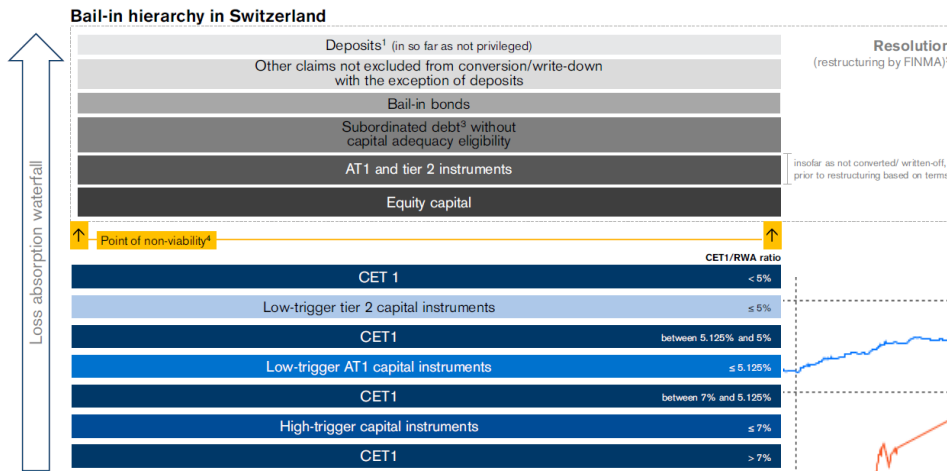 Bail-in hierarchy in Switzerland
Loss absorption waterfall
Deposits¹ (in so far as not privileged)
Other claims not excluded from conversion/write-down
with the exception of deposits
Bail-in bonds
Subordinated debt³ without
capital adequacy eligibility
AT1 and tier 2 instruments
Equity capital
Resolution
(restructuring by FINMA)
insofar as not converted/ written-off,
prior to restructuring based on terms
Point of non-viability⁴
CET1/RWA ratio
CET 1 < 5%
Low-trigger tier 2 capital instruments ≤ 5%
CET1 between 5.125% and 5%
Low-trigger AT1 capital instruments ≤ 5.125%
CET1 between 7% and 5.125%
High-trigger capital instruments ≤ 7%
CET1 > 7%